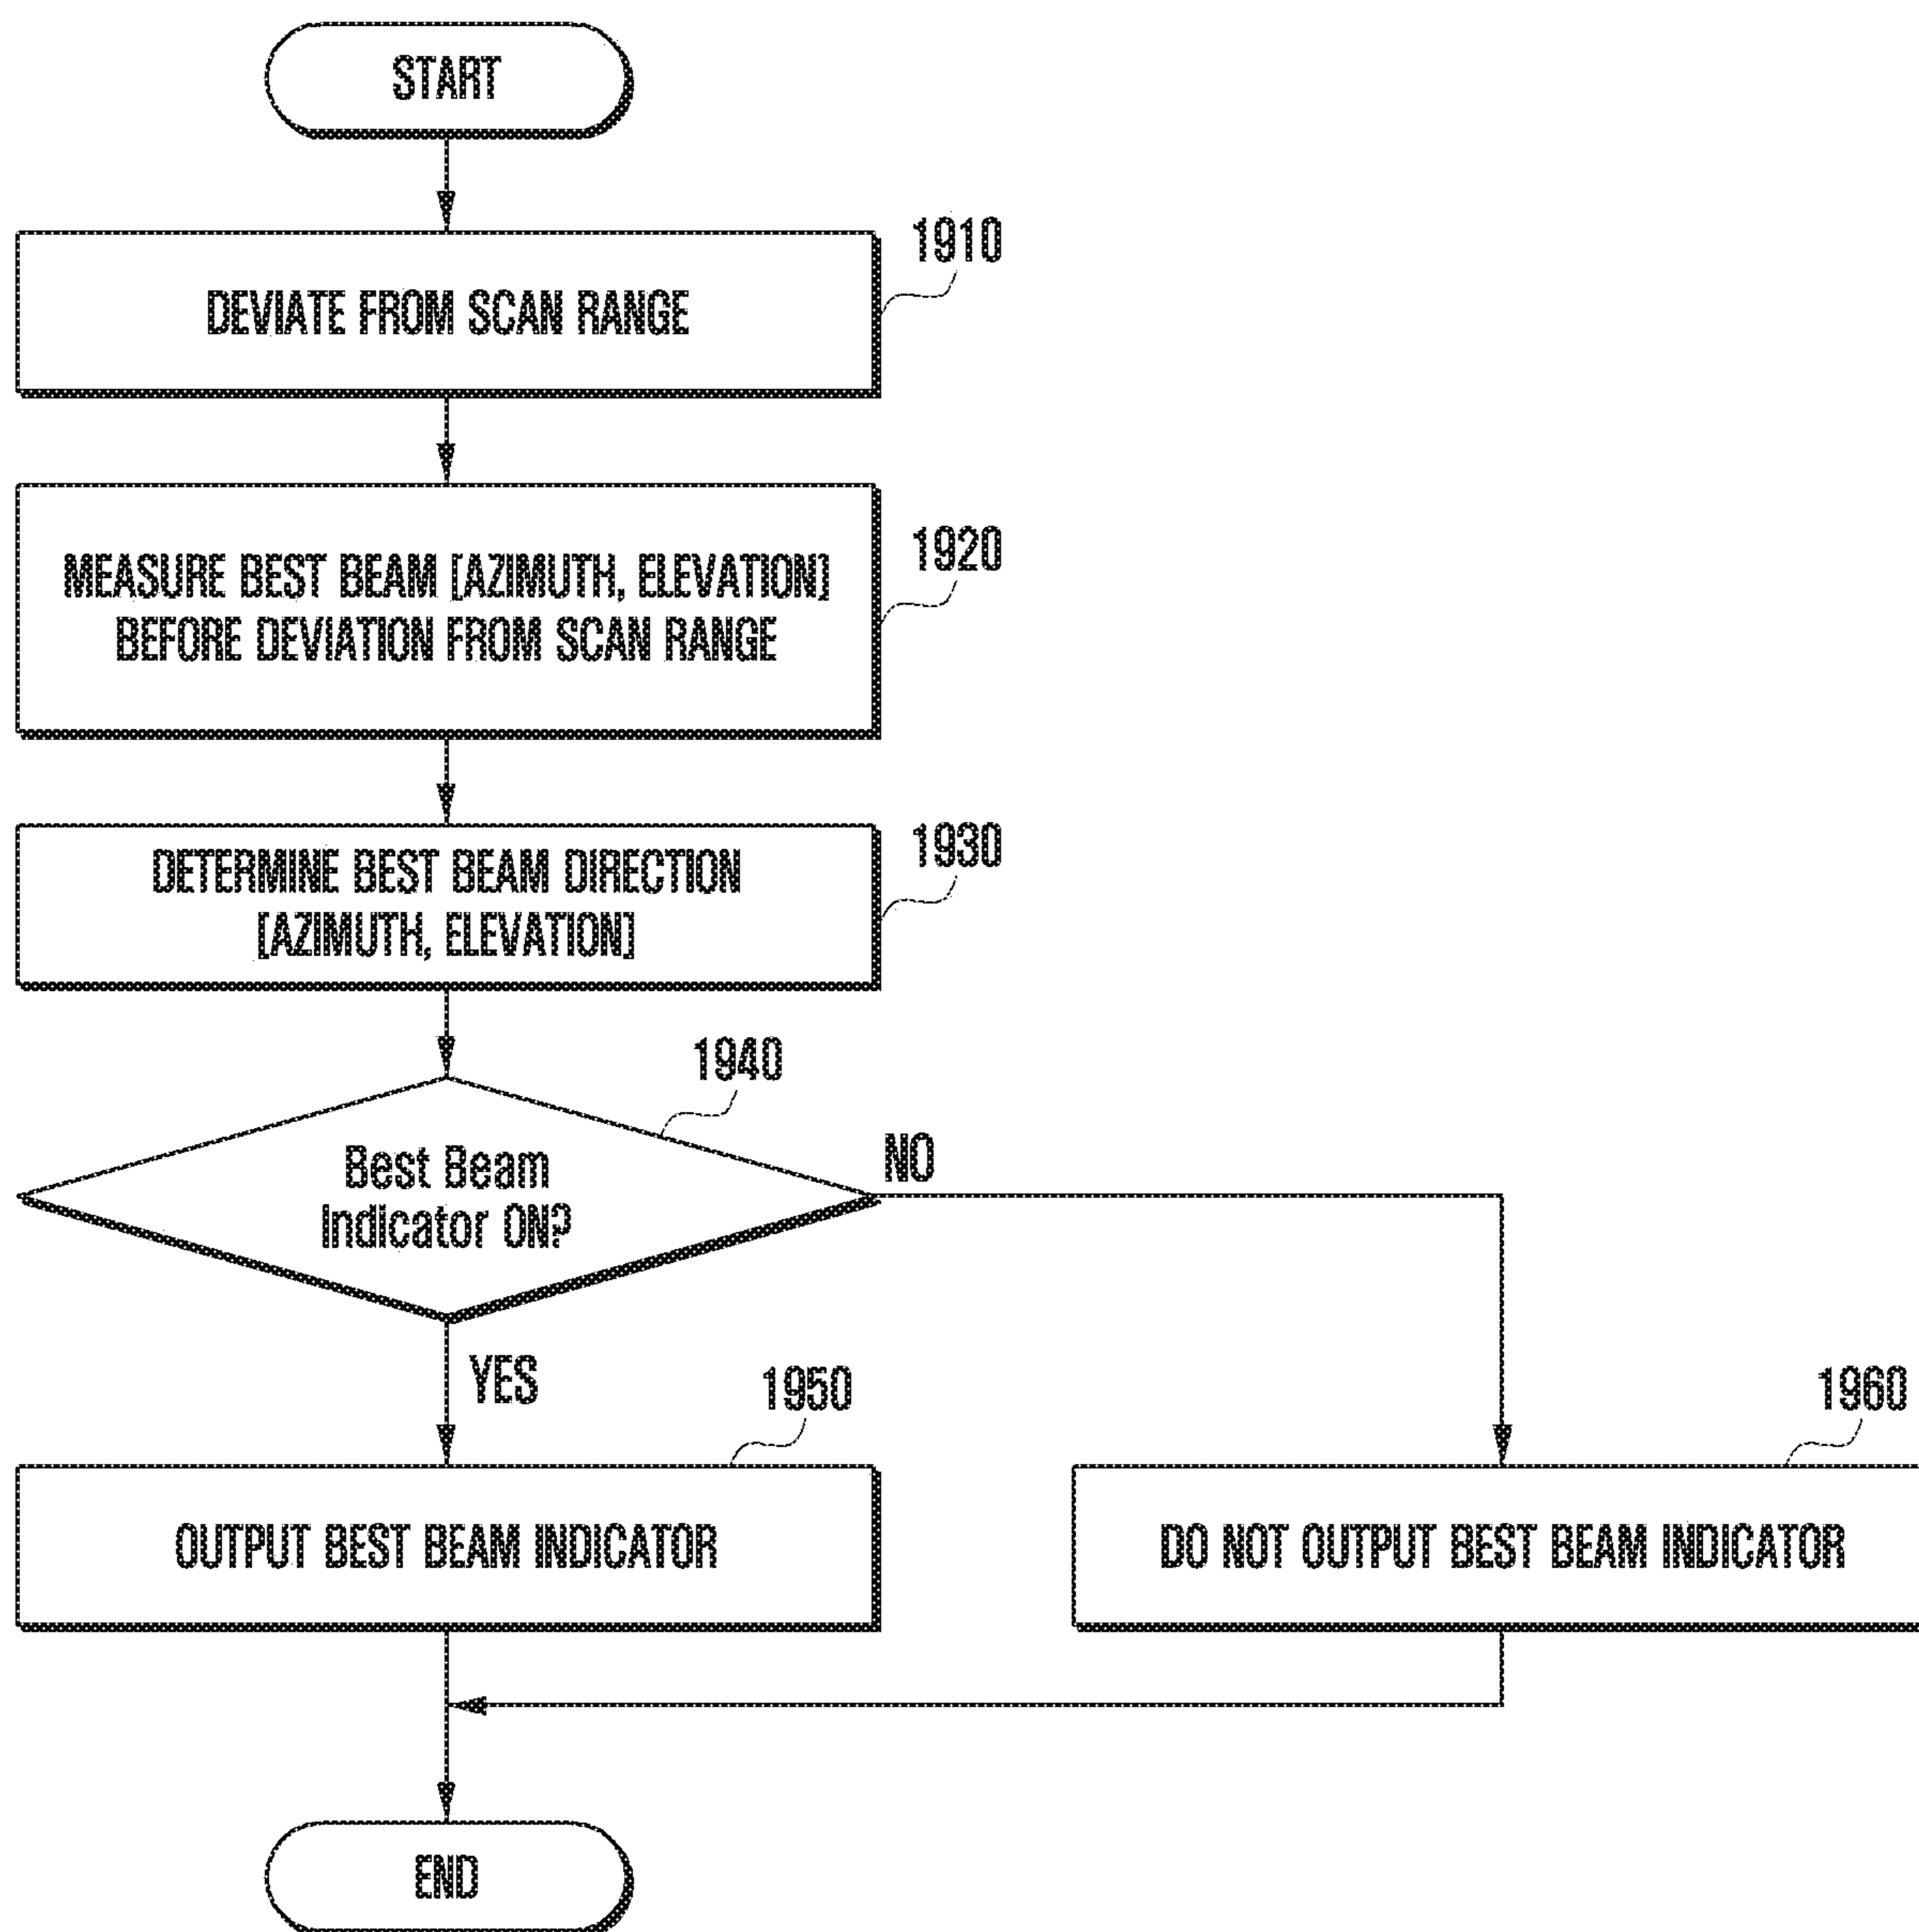 START
1910
DEVIATE FROM SCAN RANGE
1920
MEASURE BEST BEAM [AZIMUTH, ELEVATION]
BEFORE DEVIATION FROM SCAN RANGE
1930
DETERMINE BEST BEAM DIRECTION
[AZIMUTH, ELEVATION]
1940
Best Beam
Indicator ON?
NO
YES
1950
OUTPUT BEST BEAM INDICATOR
1960
DO NOT OUTPUT BEST BEAM INDICATOR
END